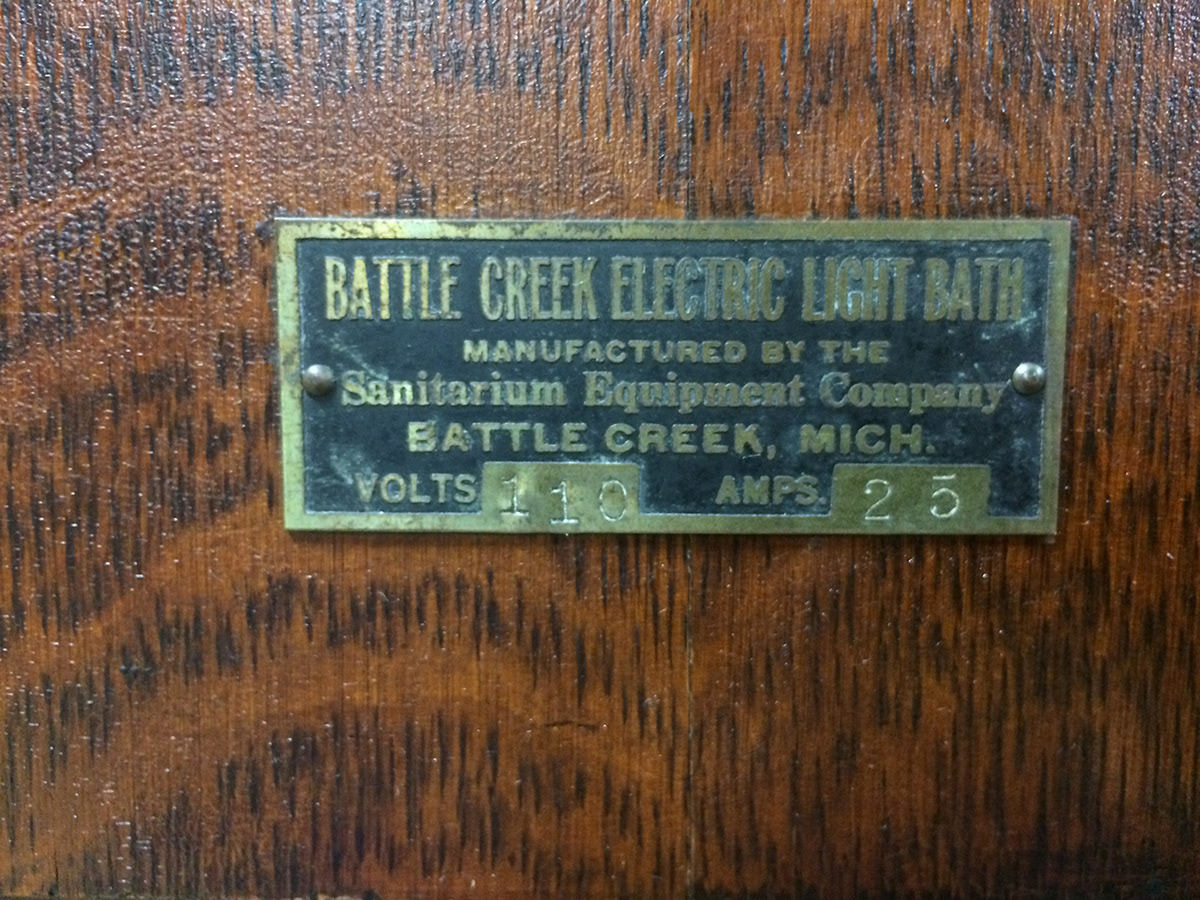 BATTLE CREEK ELECTRIC LIGHT BATH
MANUFACTURED BY THE
Sanitarium Equipment Company
BATTLE CREEK, MICH.
VOLTS 110 AMPS. 25